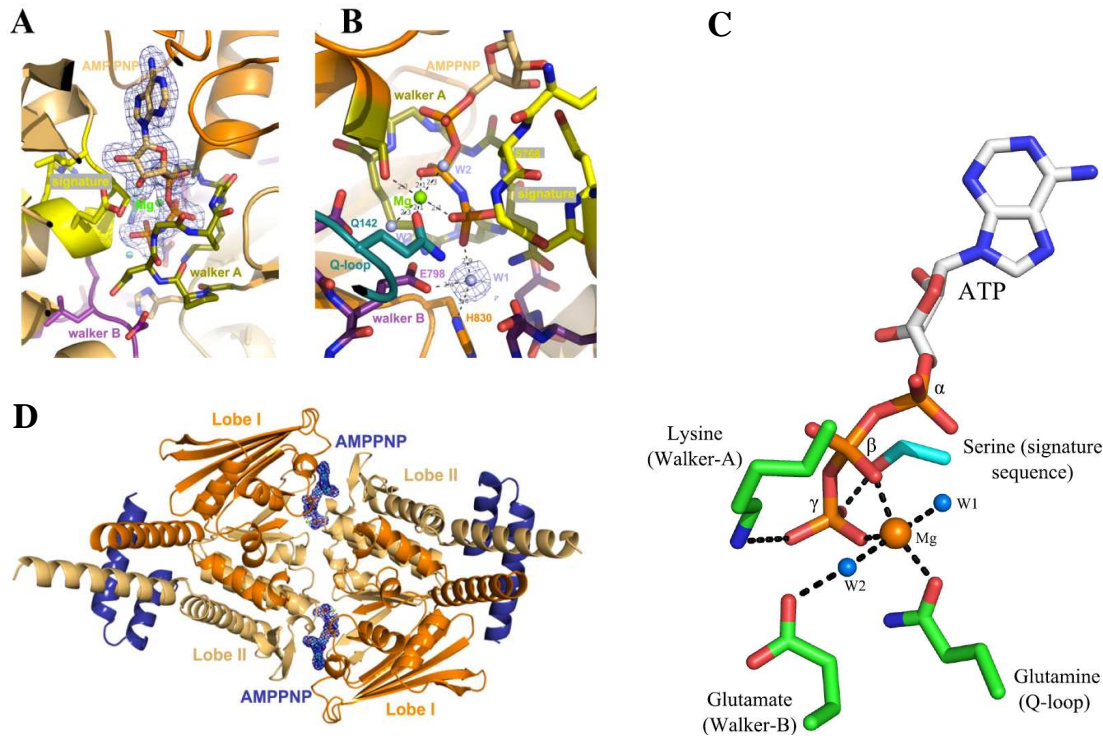 A
AMPPNP
signature
Mg
walker A
walker B
B
AMPPNP
walker A
W2
signature
Mg
Q142
Q-loop
E798
W1
walker B
H830
C
ATP
α
Lysine
(Walker-A)
β
Serine (signature
sequence)
γ
W1
Mg
W2
Glutamate
(Walker-B)
Glutamine
(Q-loop)
D
Lobe I
AMPPNP
Lobe II
Lobe II
AMPPNP
Lobe I